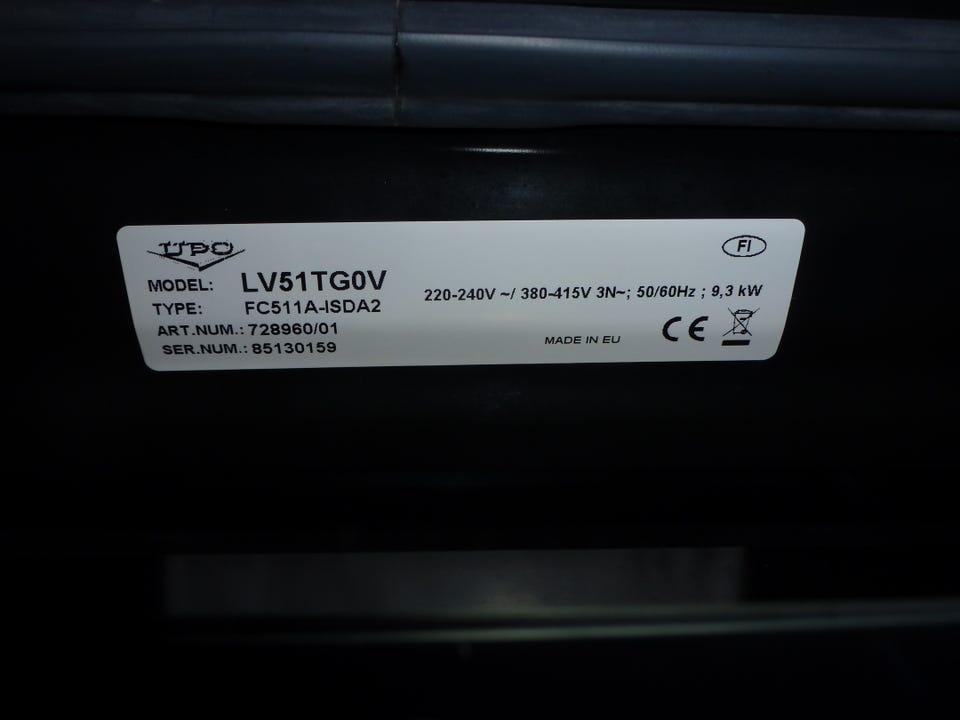 UPO
FI
MODEL: LV51TG0V
TYPE: FC511A-ISDA2
220-240V ~/ 380-415V 3N~; 50/60Hz ; 9,3 kW
ART.NUM.: 728960/01
SER.NUM.: 85130159
MADE IN EU
CE